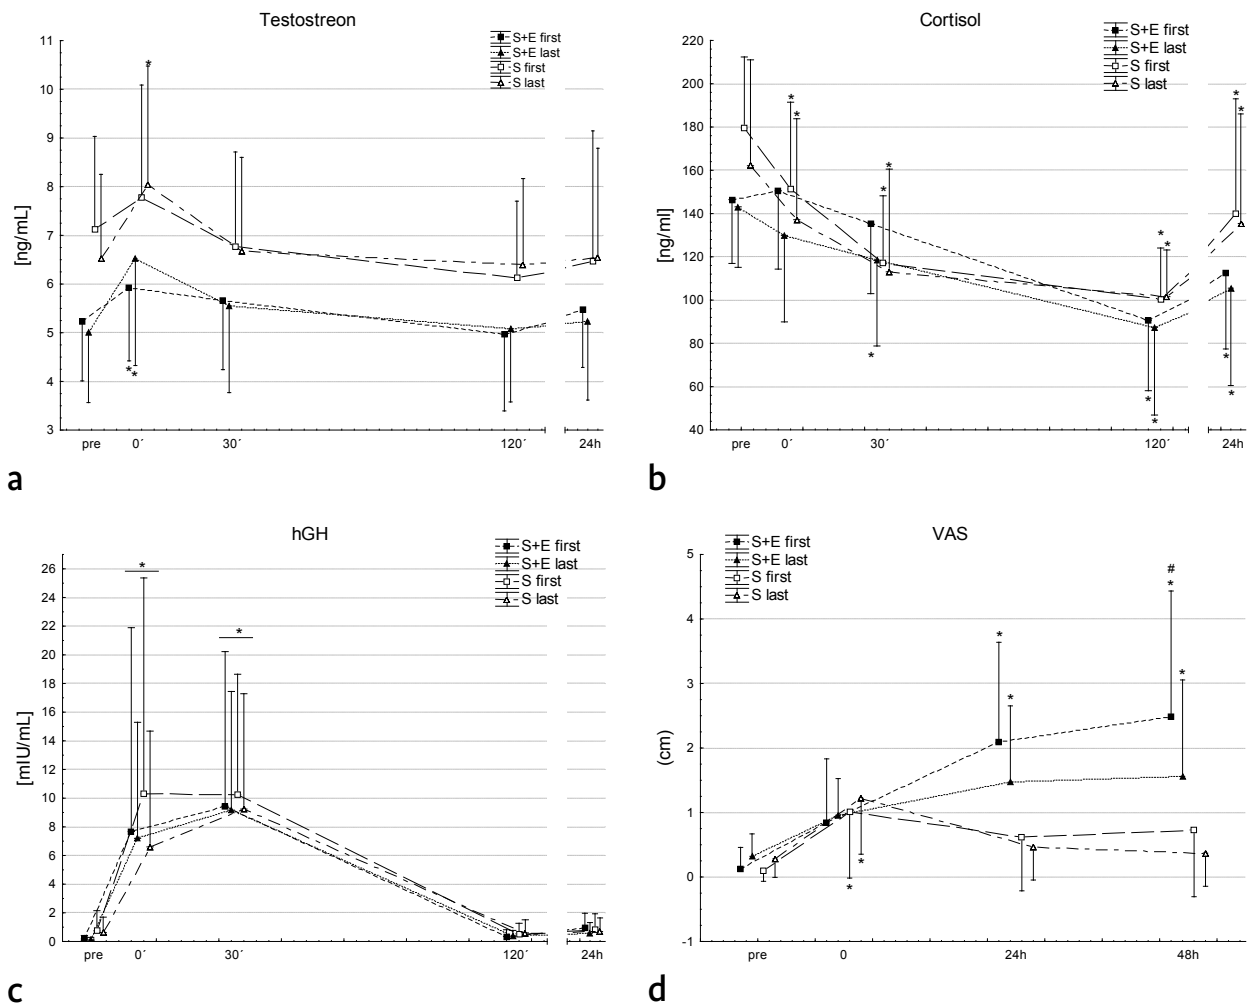 Testostreon
S+E first
S+E last
S first
S last
[ng/mL]
11
10
9
8
7
6
5
4
3
*
* *
pre 0´ 30´ 120´ 24h
a
Cortisol
S+E first
S+E last
S first
S last
[ng/ml]
220
200
180
160
140
120
100
80
60
40
* * * * * * * *
* * * * *
pre 0´ 30´ 120´ 24h
b
hGH
S+E first
S+E last
S first
S last
[mIU/mL]
26
24
22
20
18
16
14
12
10
8
6
4
2
0
* *
pre 0´ 30´ 120´ 24h
c
VAS
S+E first
S+E last
S first
S last
(cm)
5
4
3
2
1
0
-1
#
* * * *
* *
pre 0 24h 48h
d